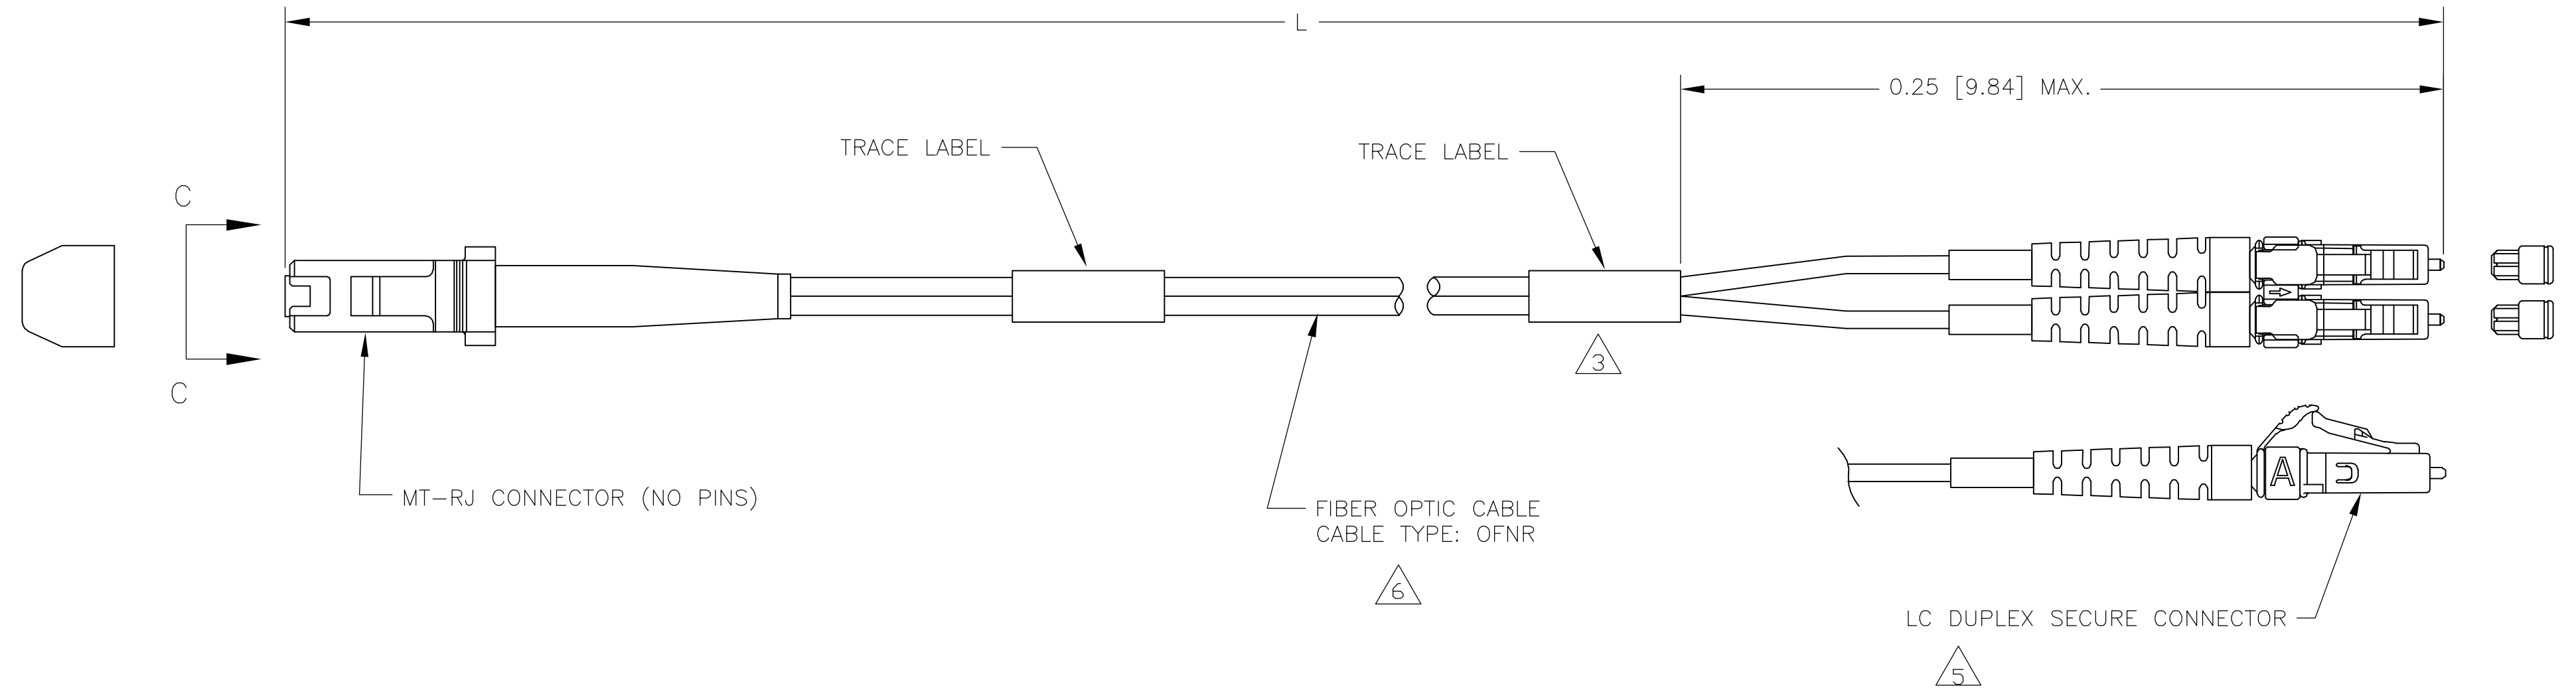 L
0.25 [9.84] MAX.
TRACE LABEL
TRACE LABEL
C
3
C
A
MT-RJ CONNECTOR (NO PINS)
FIBER OPTIC CABLE
CABLE TYPE: OFNR
6
LC DUPLEX SECURE CONNECTOR
5